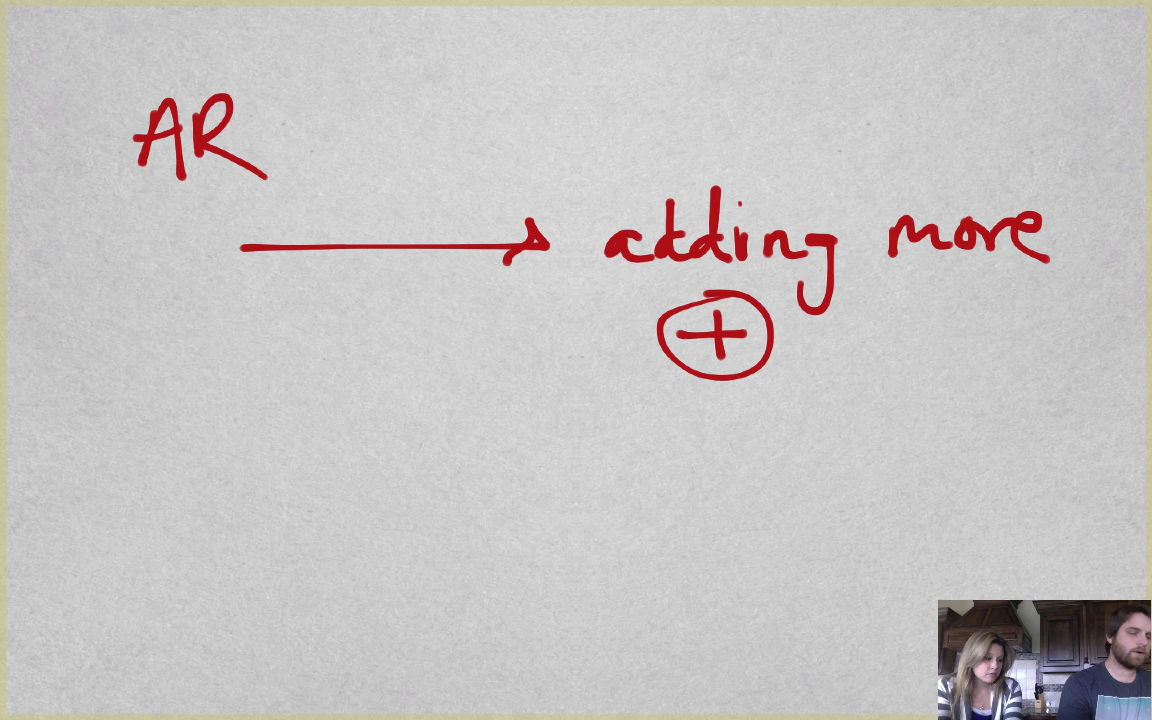 AR
→ adding more
⊕